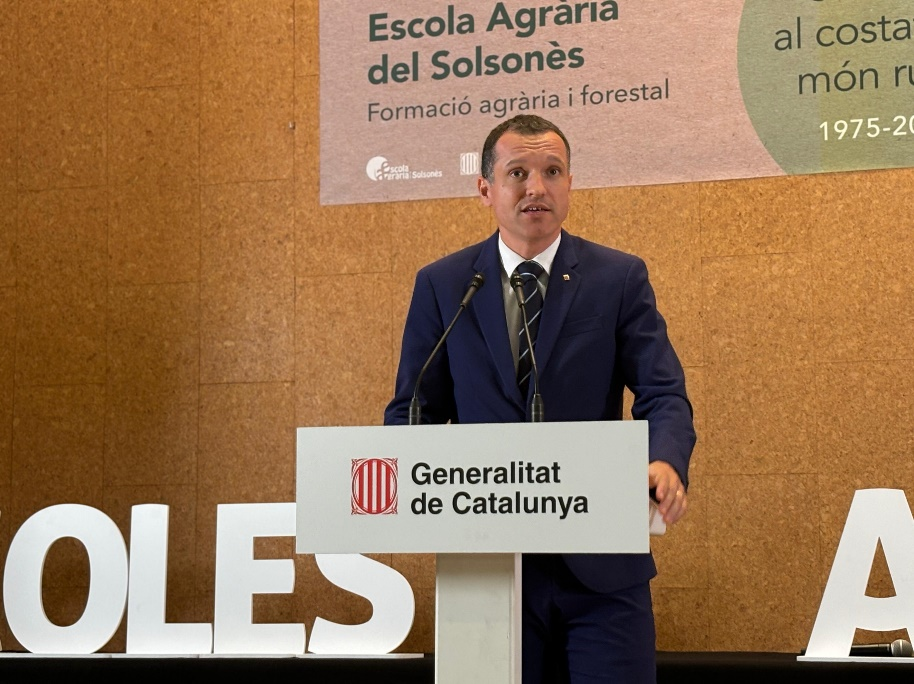 Escola Agrària
del Solsonès
Formació agrària i forestal
escola
agrària Solsonès
al costa
món ru
1975-20
Generalitat
de Catalunya
OLES
A